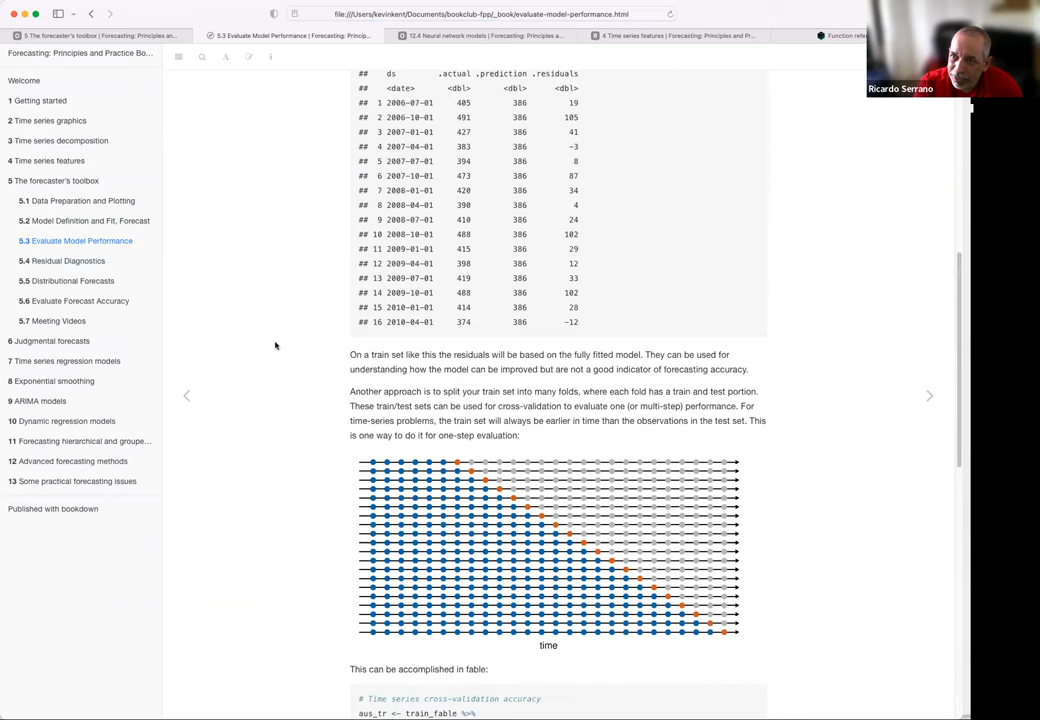 file:///Users/kevinkent/Documents/bookclub-fpp/_book/evaluate-model-performance.html
5 The forecaster's toolbox | Forecasting: Principles an...
5.3 Evaluate Model Performance | Forecasting: Princip...
12.4 Neural network models | Forecasting: Principles a...
4 Time series features | Forecasting: Principles and Pr...
Function refer
Ricardo Serrano
Forecasting: Principles and Practice Bo...
Welcome
1 Getting started
2 Time series graphics
3 Time series decomposition
4 Time series features
5 The forecaster's toolbox
5.1 Data Preparation and Plotting
5.2 Model Definition and Fit, Forecast
5.3 Evaluate Model Performance
5.4 Residual Diagnostics
5.5 Distributional Forecasts
5.6 Evaluate Forecast Accuracy
5.7 Meeting Videos
6 Judgmental forecasts
7 Time series regression models
8 Exponential smoothing
9 ARIMA models
10 Dynamic regression models
11 Forecasting hierarchical and groupe...
12 Advanced forecasting methods
13 Some practical forecasting issues
Published with bookdown
## ds .actual .prediction .residuals
## <date> <dbl> <dbl> <dbl>
## 1 2006-07-01 405 386 19
## 2 2006-10-01 491 386 105
## 3 2007-01-01 427 386 41
## 4 2007-04-01 383 386 -3
## 5 2007-07-01 394 386 8
## 6 2007-10-01 473 386 87
## 7 2008-01-01 420 386 34
## 8 2008-04-01 390 386 4
## 9 2008-07-01 410 386 24
## 10 2008-10-01 488 386 102
## 11 2009-01-01 415 386 29
## 12 2009-04-01 398 386 12
## 13 2009-07-01 419 386 33
## 14 2009-10-01 488 386 102
## 15 2010-01-01 414 386 28
## 16 2010-04-01 374 386 -12
On a train set like this the residuals will be based on the fully fitted model. They can be used for
understanding how the model can be improved but are not a good indicator of forecasting accuracy.
Another approach is to split your train set into many folds, where each fold has a train and test portion.
These train/test sets can be used for cross-validation to evaluate one (or multi-step) performance. For
time-series problems, the train set will always be earlier in time than the observations in the test set. This
is one way to do it for one-step evaluation:
time
This can be accomplished in fable:
# Time series cross-validation accuracy
aus_tr <- train_fable %>%